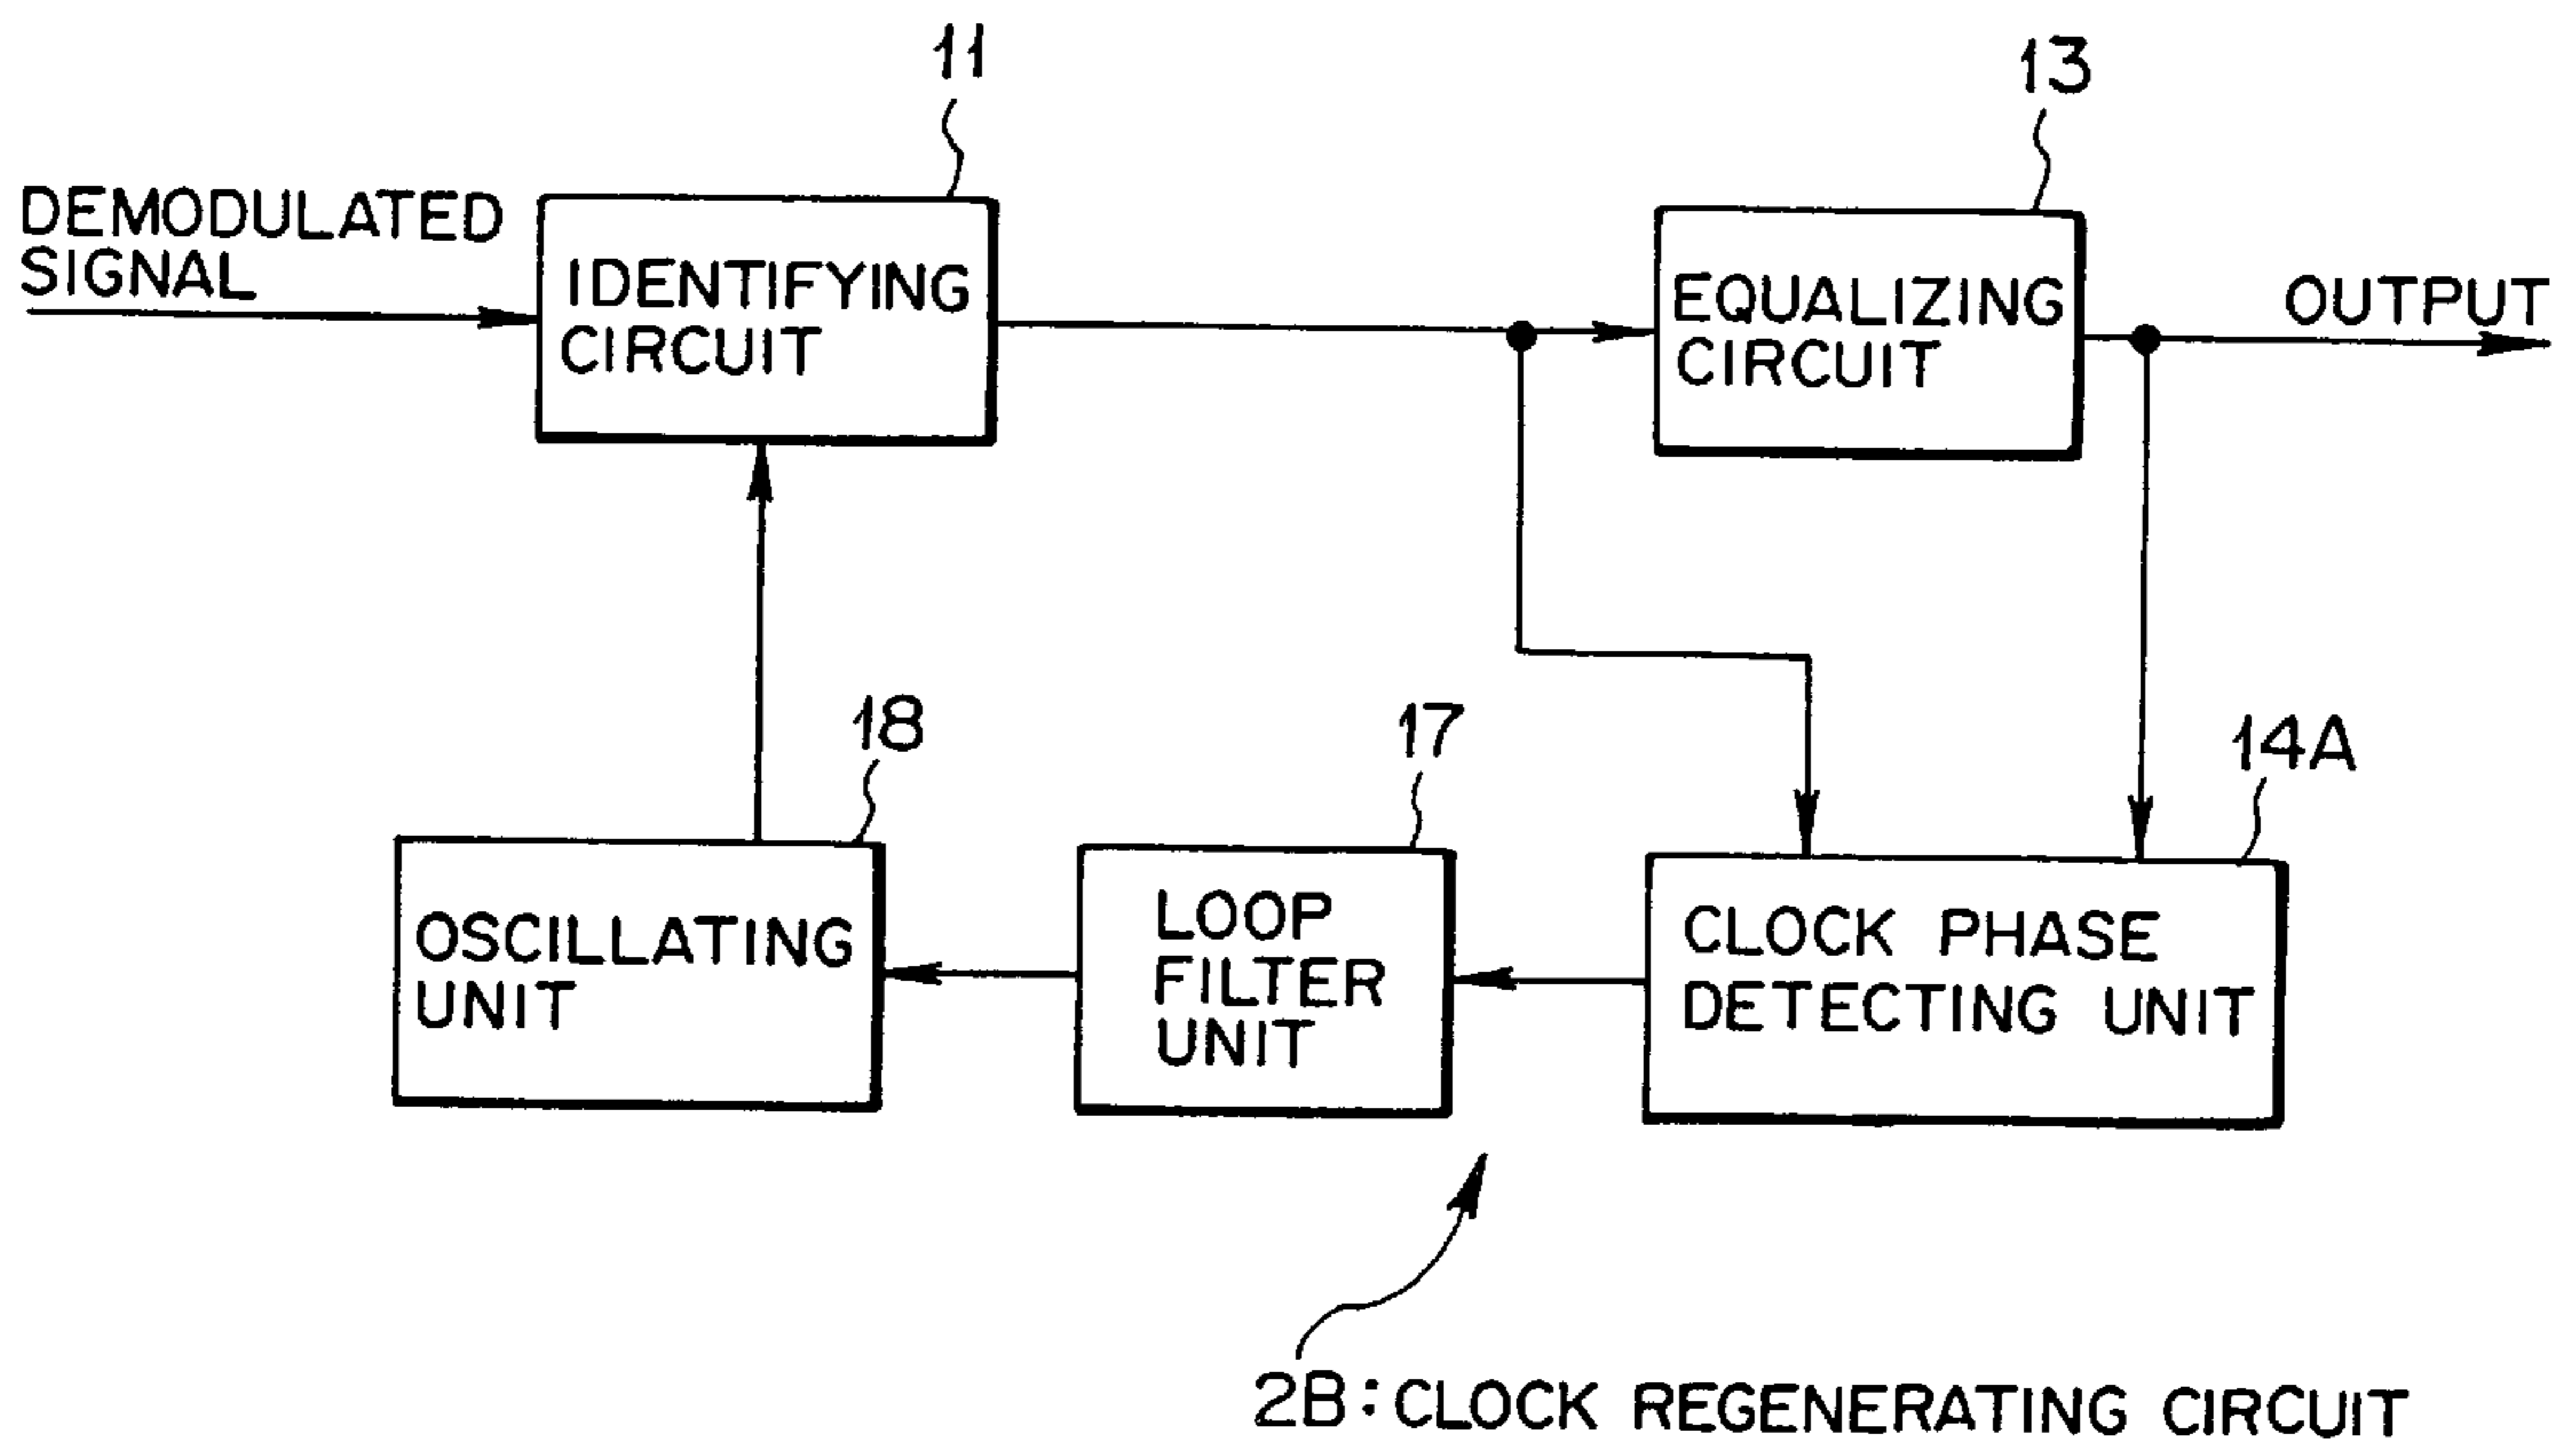 11
13
DEMODULATED
SIGNAL
IDENTIFYING
CIRCUIT
EQUALIZING
CIRCUIT
OUTPUT
18
17
14A
OSCILLATING
UNIT
LOOP
FILTER
UNIT
CLOCK PHASE
DETECTING UNIT
2B: CLOCK REGENERATING CIRCUIT